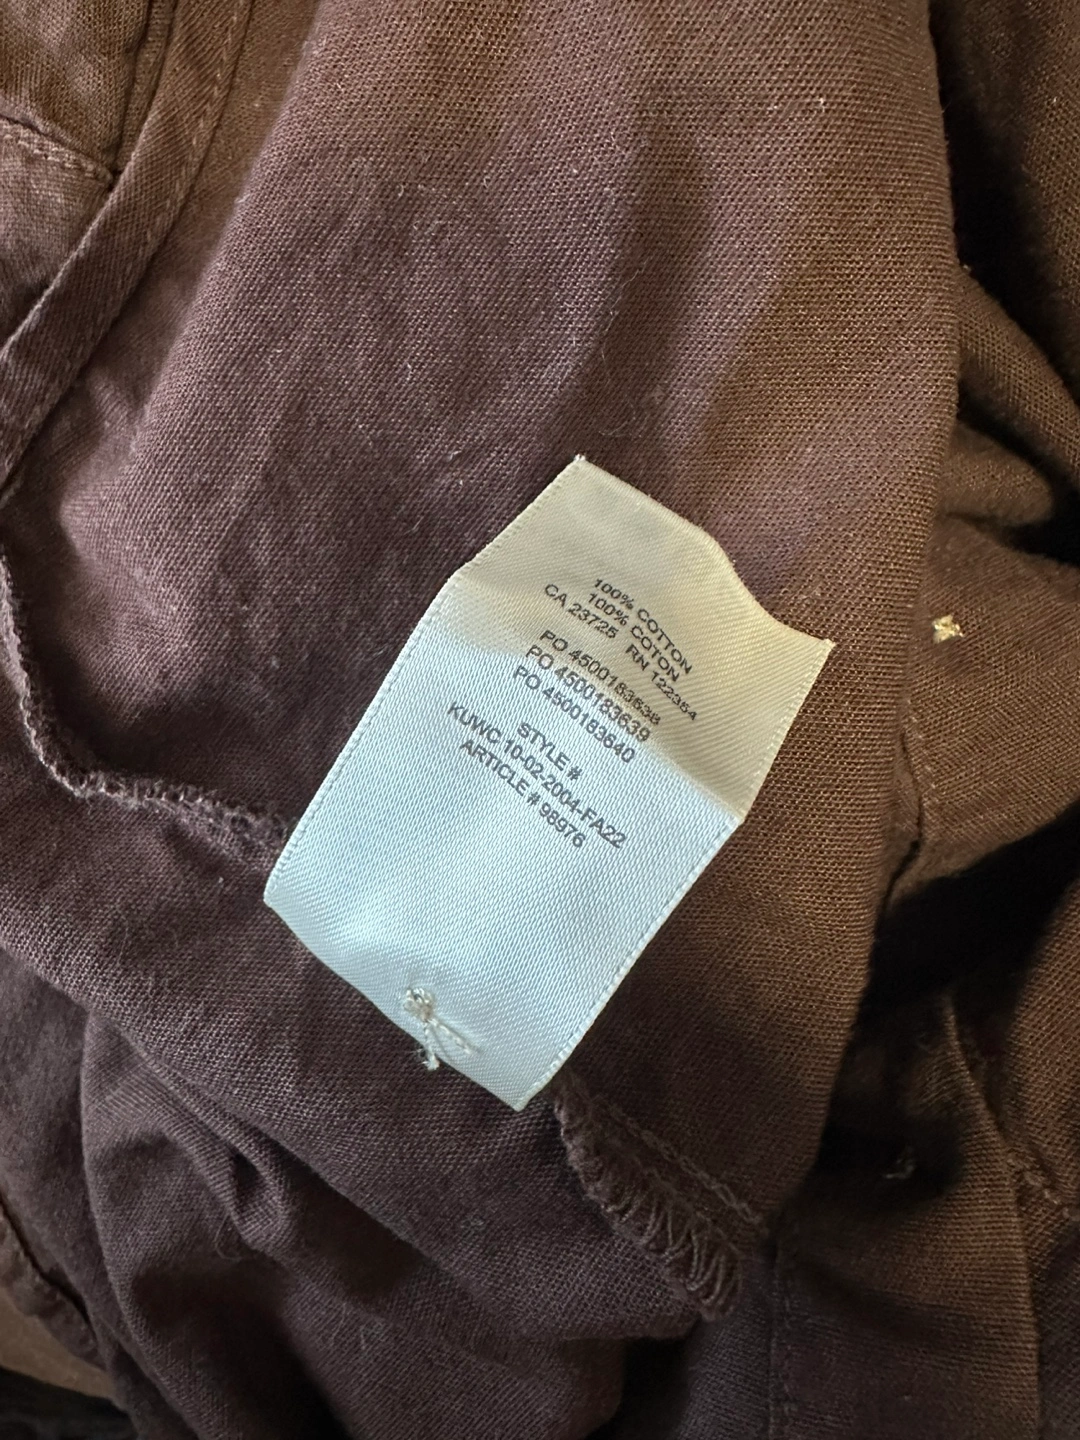 100% COTTON
100% COTON
CA 23725 RN 122354
PO 4500183638
PO 4500183639
PO 4500183640
STYLE #
KUWC 10-02-2004-FA22
ARTICLE # 98976